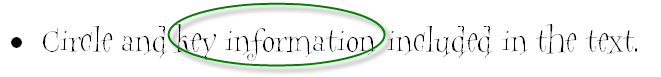 • Circle and key information included in the text.